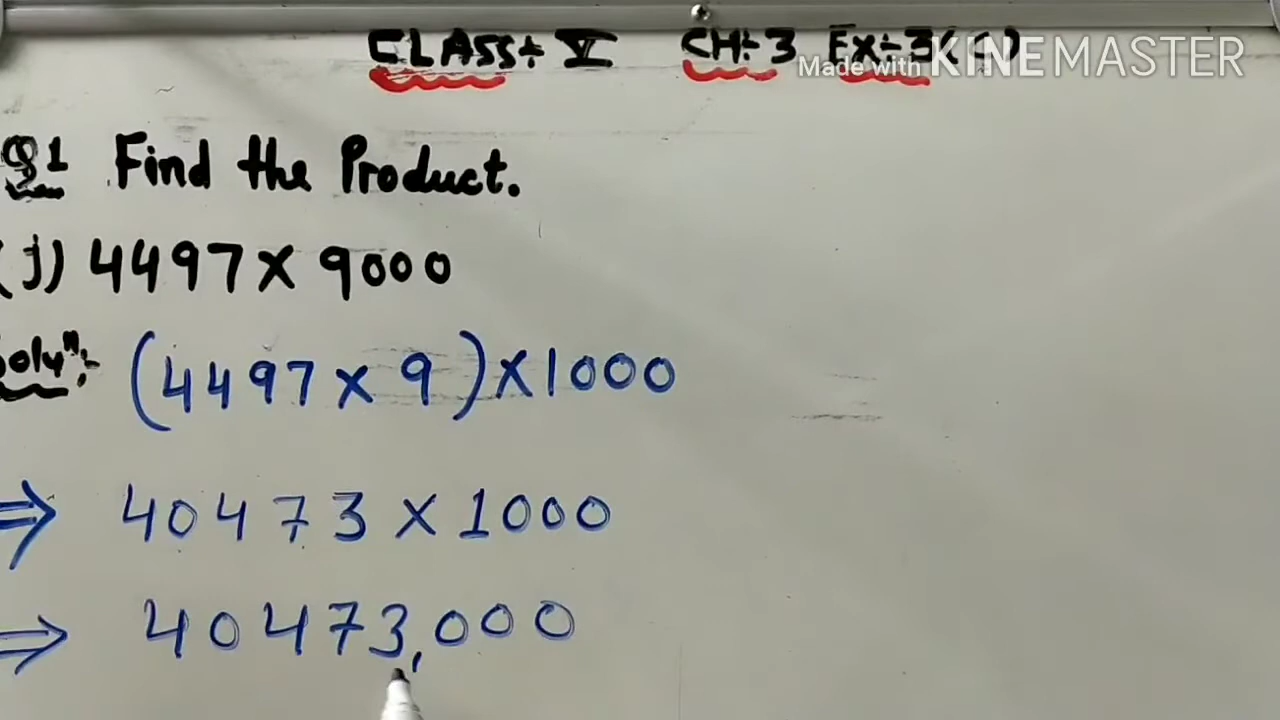 CLASS÷ V CH÷3 Ex÷3(C)
Made with KINEMASTER
Q1 Find the Product.
(j) 4497 × 9000
Solyⁿ:-
(4497 × 9) × 1000
⇒ 40473 × 1000
⇒ 40473,000